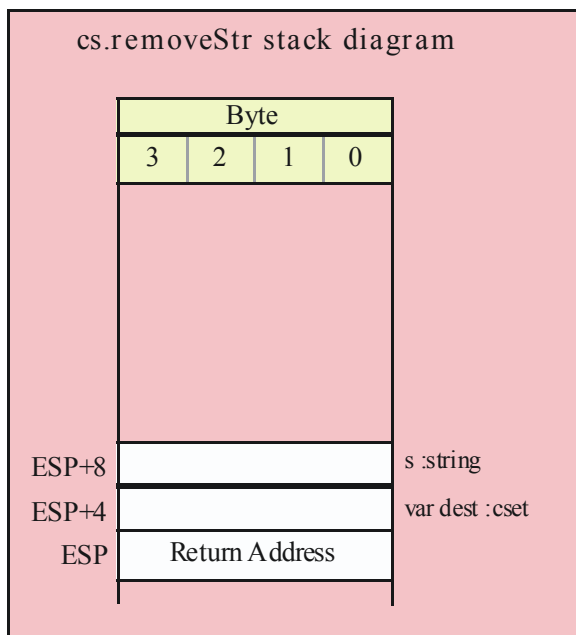 cs.removeStr stack diagram
Byte
3 2 1 0
ESP+8 s :string
ESP+4 var dest :cset
ESP Return Address